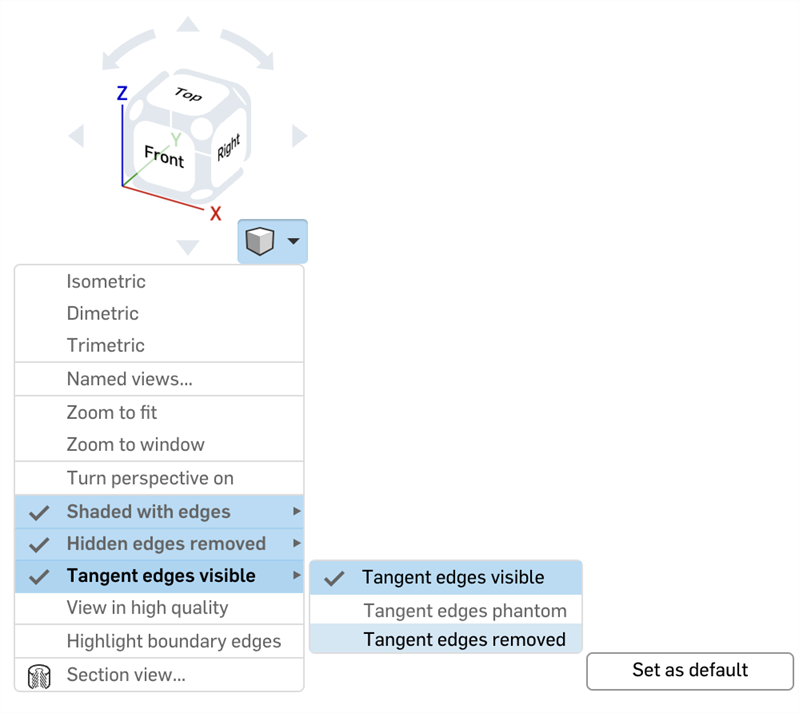 Top
Z
Y
Front
Right
X
Isometric
Dimetric
Trimetric
Named views...
Zoom to fit
Zoom to window
Turn perspective on
Shaded with edges
Hidden edges removed
Tangent edges visible
Tangent edges visible
View in high quality
Tangent edges phantom
Highlight boundary edges
Tangent edges removed
Section view...
Set as default